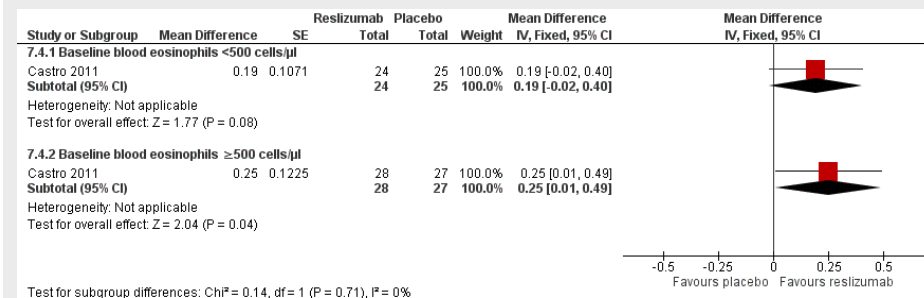 Reslizumab Placebo Mean Difference Mean Difference
Study or Subgroup Mean Difference SE Total Total Weight IV, Fixed, 95% CI IV, Fixed, 95% CI
7.4.1 Baseline blood eosinophils <500 cells/µl
Castro 2011 0.19 0.1071 24 25 100.0% 0.19 [-0.02, 0.40]
Subtotal (95% CI) 24 25 100.0% 0.19 [-0.02, 0.40]
Heterogeneity: Not applicable
Test for overall effect: Z = 1.77 (P = 0.08)
7.4.2 Baseline blood eosinophils ≥500 cells/µl
Castro 2011 0.25 0.1225 28 27 100.0% 0.25 [0.01, 0.49]
Subtotal (95% CI) 28 27 100.0% 0.25 [0.01, 0.49]
Heterogeneity: Not applicable
Test for overall effect: Z = 2.04 (P = 0.04)
-0.5 -0.25 0 0.25 0.5
Favours placebo Favours reslizumab
Test for subgroup differences: Chi² = 0.14, df = 1 (P = 0.71), I² = 0%